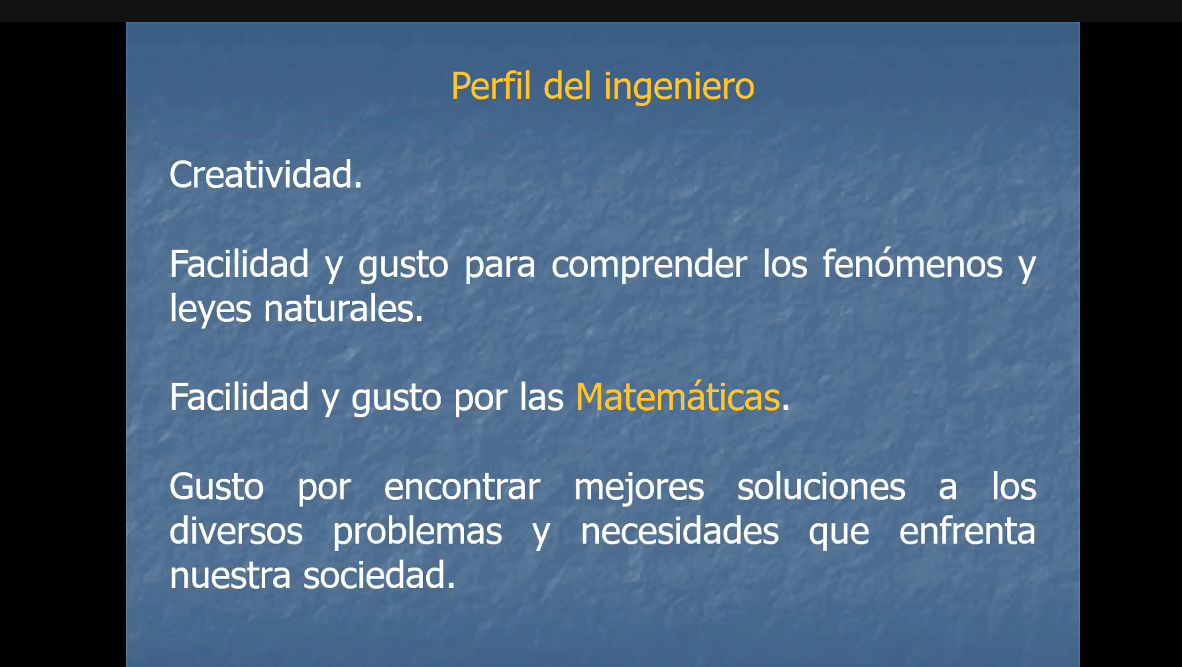 Perfil del ingeniero
Creatividad.
Facilidad y gusto para comprender los fenómenos y
leyes naturales.
Facilidad y gusto por las Matemáticas.
Gusto por encontrar mejores soluciones a los
diversos problemas y necesidades que enfrenta
nuestra sociedad.